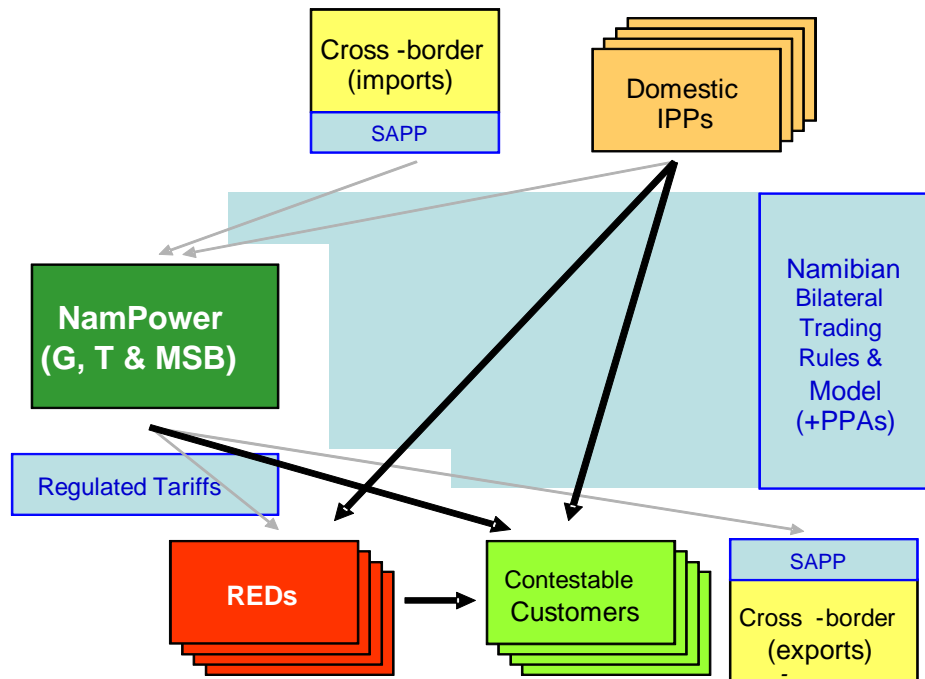 Cross -border
(imports)
SAPP
Domestic
IPPs
NamPower
(G, T & MSB)
Namibian
Bilateral
Trading
Rules &
Model
(+PPAs)
Regulated Tariffs
REDs
Contestable
Customers
SAPP
Cross -border
(exports)
-